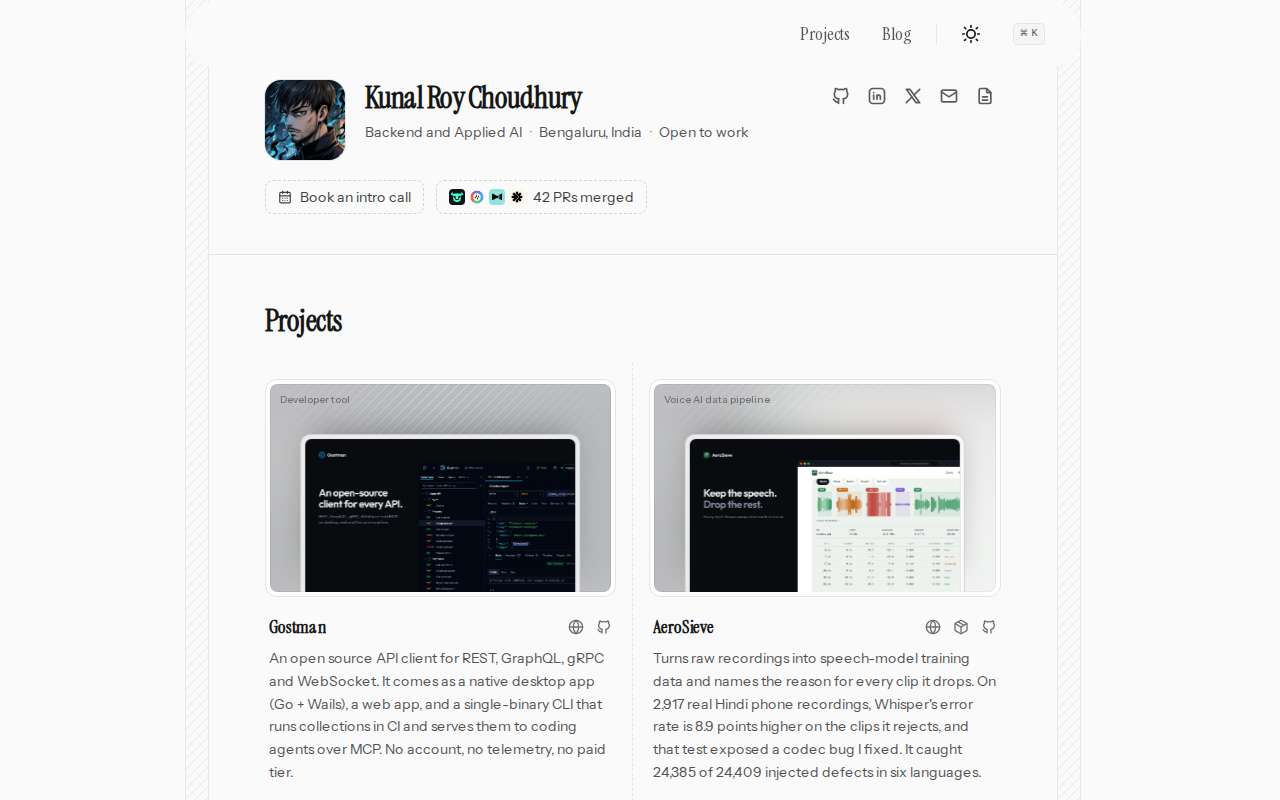 Projects
Blog
⌘ K
Kunal Roy Choudhury
Backend and Applied AI · Bengaluru, India · Open to work
Book an intro call
42 PRs merged
Projects
Developer tool
Gostman
An open-source
client for every API.
Voice AI data pipeline
AeroSieve
Keep the speech.
Drop the rest.
Gostman
An open source API client for REST, GraphQL, gRPC
and WebSocket. It comes as a native desktop app
(Go + Wails), a web app, and a single-binary CLI that
runs collections in CI and serves them to coding
agents over MCP. No account, no telemetry, no paid
tier.
AeroSieve
Turns raw recordings into speech-model training
data and names the reason for every clip it drops. On
2,917 real Hindi phone recordings, Whisper's error
rate is 8.9 points higher on the clips it rejects, and
that test exposed a codec bug I fixed. It caught
24,385 of 24,409 injected defects in six languages.